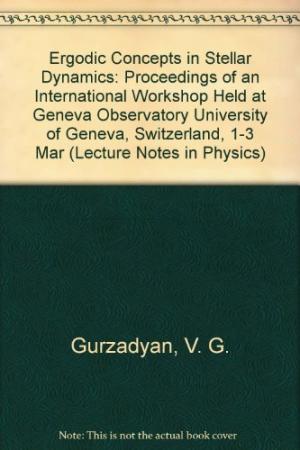 Ergodic Concepts in Stellar
Dynamics: Proceedings of an
International Workshop Held at
Geneva Observatory University
of Geneva, Switzerland, 1-3
Mar (Lecture Notes in Physics)
Gurzadyan, V. G.
Note: This is not the actual book cover